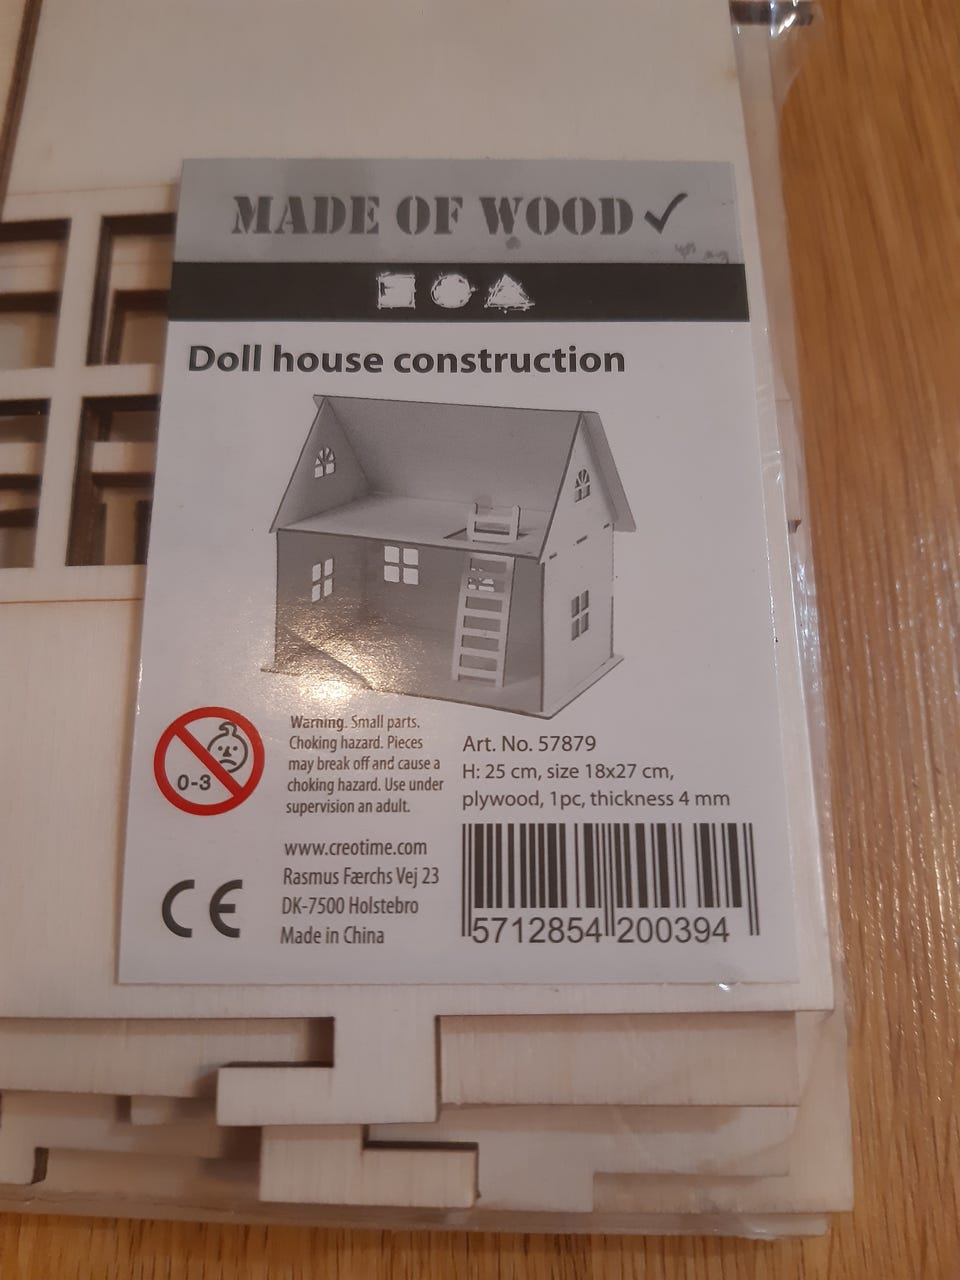 MADE OF WOOD
Doll house construction
0-3
Warning. Small parts.
Choking hazard. Pieces
may break off and cause a
choking hazard. Use under
supervision an adult.
Art. No. 57879
H: 25 cm, size 18x27 cm,
plywood, 1pc, thickness 4 mm
www.creotime.com
Rasmus Færchs Vej 23
DK-7500 Holstebro
Made in China
CE
5712854 200394